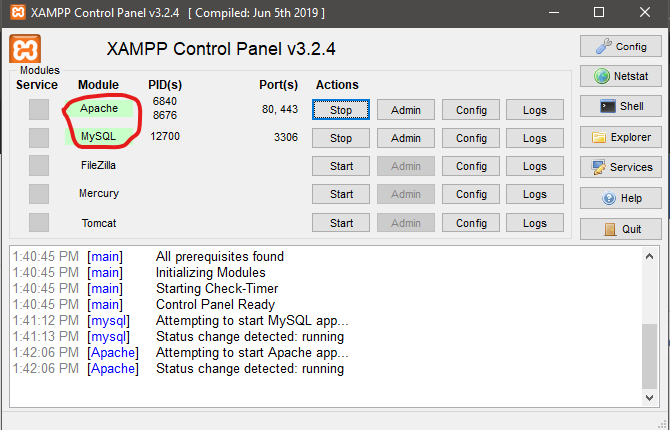 XAMPP Control Panel v3.2.4 [ Compiled: Jun 5th 2019 ]
XAMPP Control Panel v3.2.4
Config
Modules
Service Module PID(s) Port(s) Actions
Netstat
Apache 6840 8676 80, 443 Stop Admin Config Logs
Shell
MySQL 12700 3306 Stop Admin Config Logs
Explorer
FileZilla Start Admin Config Logs
Services
Mercury Start Admin Config Logs
Help
Tomcat Start Admin Config Logs
Quit
1:40:45 PM [main] All prerequisites found
1:40:45 PM [main] Initializing Modules
1:40:45 PM [main] Starting Check-Timer
1:40:45 PM [main] Control Panel Ready
1:41:12 PM [mysql] Attempting to start MySQL app...
1:41:13 PM [mysql] Status change detected: running
1:42:06 PM [Apache] Attempting to start Apache app...
1:42:06 PM [Apache] Status change detected: running